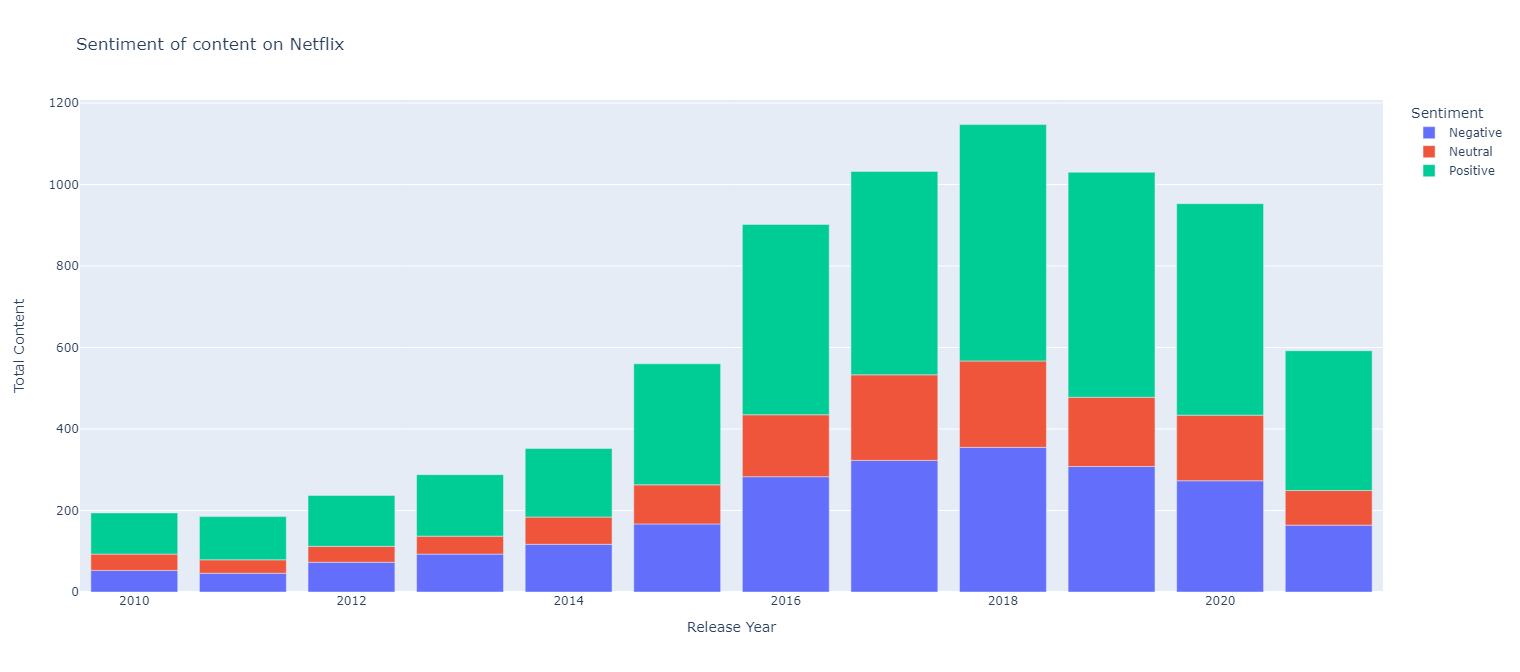 Sentiment of content on Netflix
Sentiment
Negative
Neutral
Positive
Total Content
1200
1000
800
600
400
200
0
2010 2012 2014 2016 2018 2020
Release Year